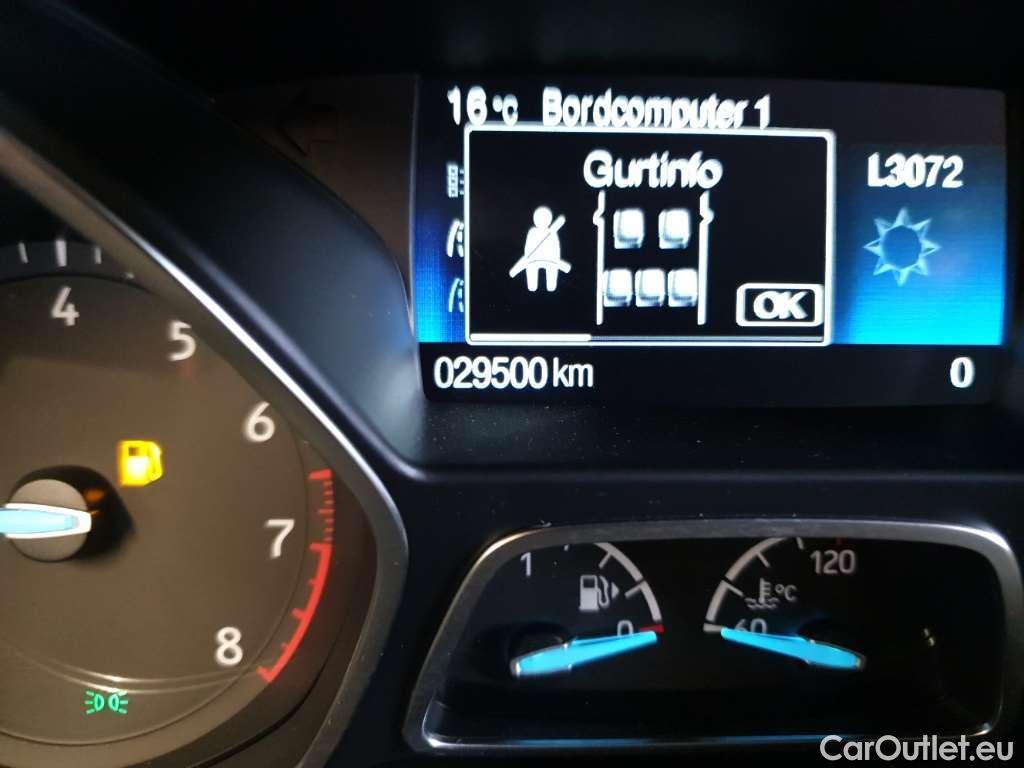 16 °C Bordcomputer 1
Gurtinfo
L3072
OK
029500 km
0
4
5
6
7
8
1
0
120
°C
60
CarOutlet.eu